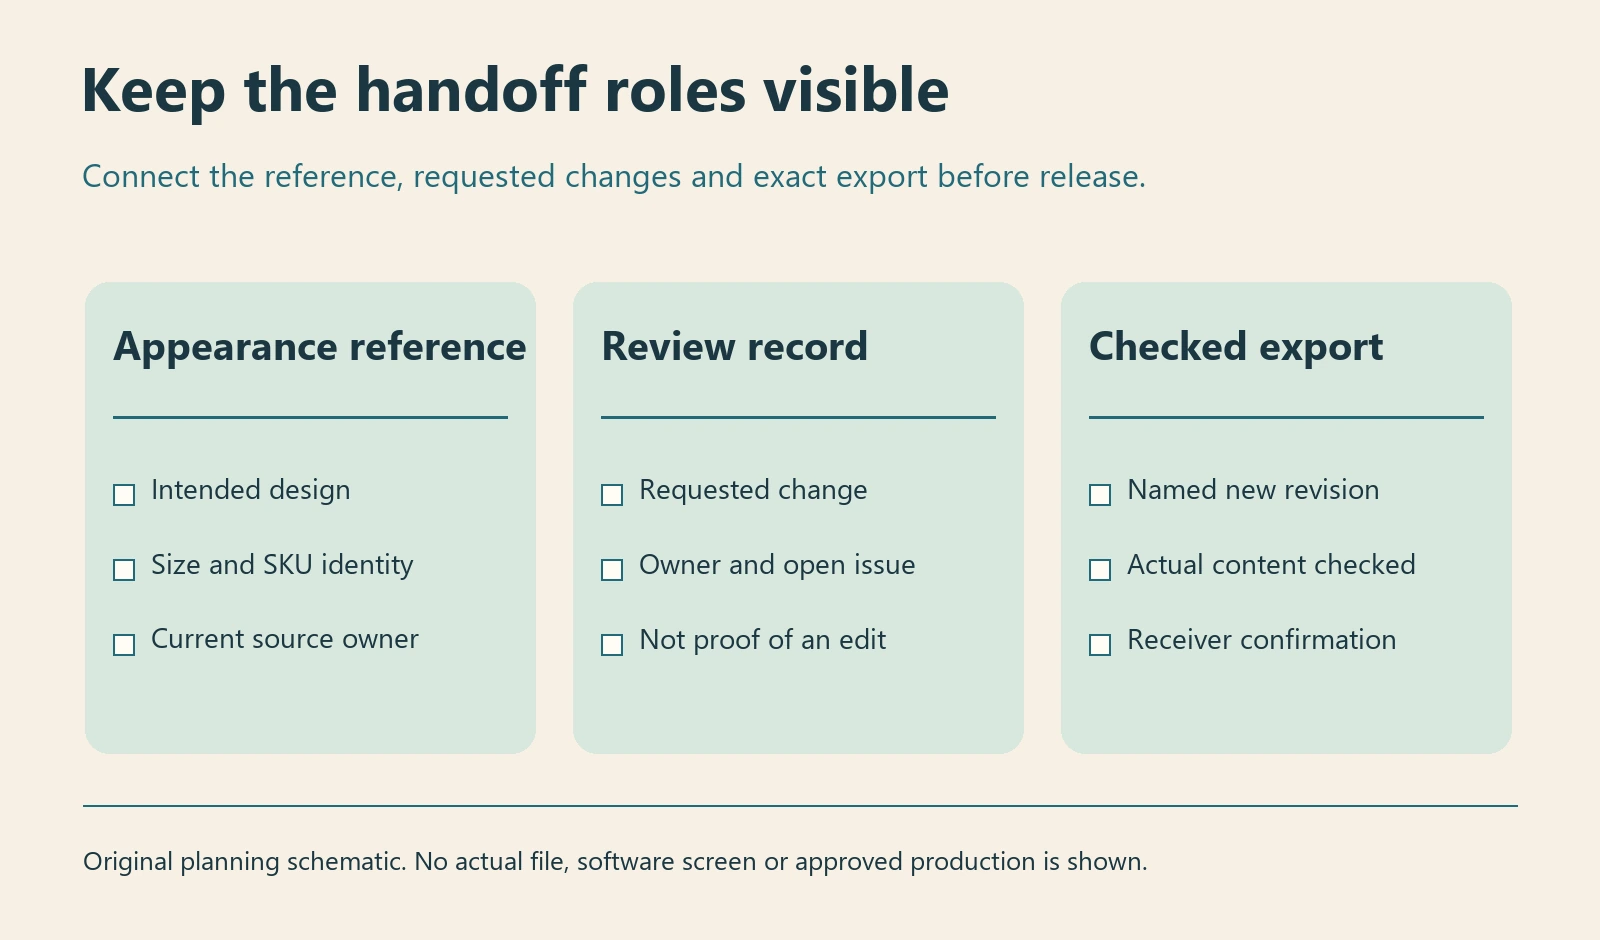 Keep the handoff roles visible
Connect the reference, requested changes and exact export before release.
Appearance reference
Intended design
Size and SKU identity
Current source owner
Review record
Requested change
Owner and open issue
Not proof of an edit
Checked export
Named new revision
Actual content checked
Receiver confirmation
Original planning schematic. No actual file, software screen or approved production is shown.